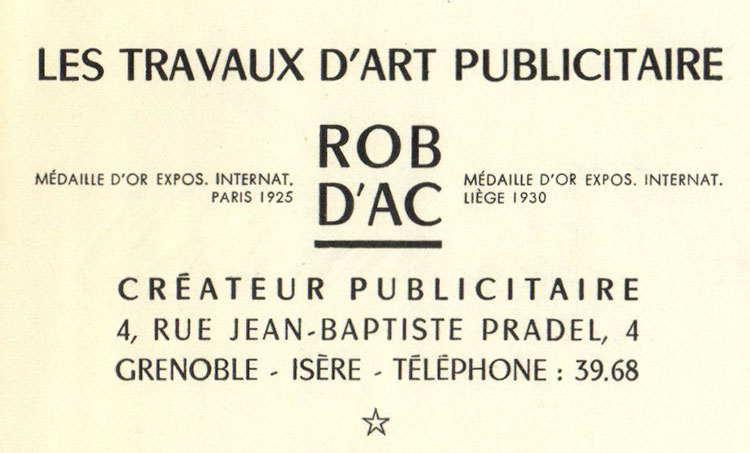 LES TRAVAUX D'ART PUBLICITAIRE
ROB
D'AC
MÉDAILLE D'OR EXPOS. INTERNAT.
PARIS 1925
MÉDAILLE D'OR EXPOS. INTERNAT.
LIÈGE 1930
CRÉATEUR PUBLICITAIRE
4, RUE JEAN-BAPTISTE PRADEL, 4
GRENOBLE - ISÈRE - TÉLÉPHONE : 39.68